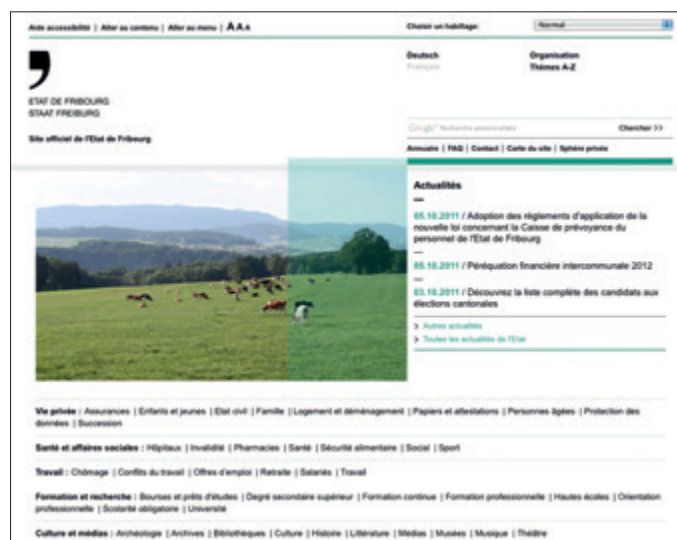 Aide accessibilité | Aller au contenu | Aller au menu | A A A
Choisir un habillage: Normal
Deutsch
Français
Organisation
Thèmes A-Z
ETAT DE FRIBOURG
STAAT FREIBURG
Site officiel de l'Etat de Fribourg
Google™ Recherche personnalisée Chercher >>
Annuaire | FAQ | Contact | Carte du site | Sphère privée
Actualités
—
05.10.2011 / Adoption des règlements d'application de la
nouvelle loi concernant la Caisse de prévoyance du
personnel de l'Etat de Fribourg
—
05.10.2011 / Péréquation financière intercommunale 2012
—
03.10.2011 / Découvrez la liste complète des candidats aux
élections cantonales
> Autres actualités
> Toutes les actualités de l'Etat
Vie privée : Assurances | Enfants et jeunes | Etat civil | Famille | Logement et déménagement | Papiers et attestations | Personnes âgées | Protection des
données | Succession
Santé et affaires sociales : Hôpitaux | Invalidité | Pharmacies | Santé | Sécurité alimentaire | Social | Sport
Travail : Chômage | Conflits du travail | Offres d'emploi | Retraite | Salariés | Travail
Formation et recherche : Bourses et prêts d'études | Degré secondaire supérieur | Formation continue | Formation professionnelle | Hautes écoles | Orientation
professionnelle | Scolarité obligatoire | Université
Culture et médias : Archéologie | Archives | Bibliothèques | Culture | Histoire | Littérature | Médias | Musées | Musique | Théâtre